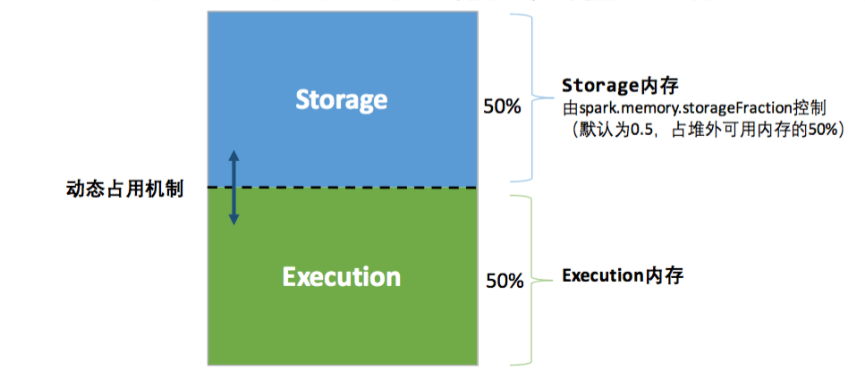 Storage
50%
Storage内存
由spark.memory.storageFraction控制
（默认为0.5，占堆外可用内存的50%）
动态占用机制
Execution
50%
Execution内存